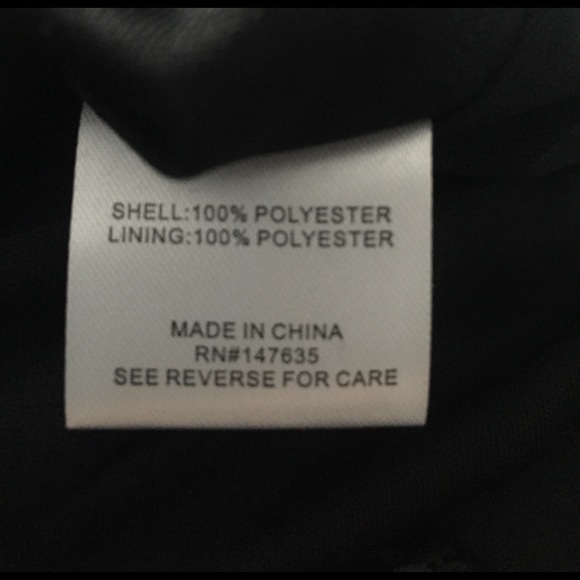 SHELL:100% POLYESTER
LINING:100% POLYESTER
MADE IN CHINA
RN#147635
SEE REVERSE FOR CARE